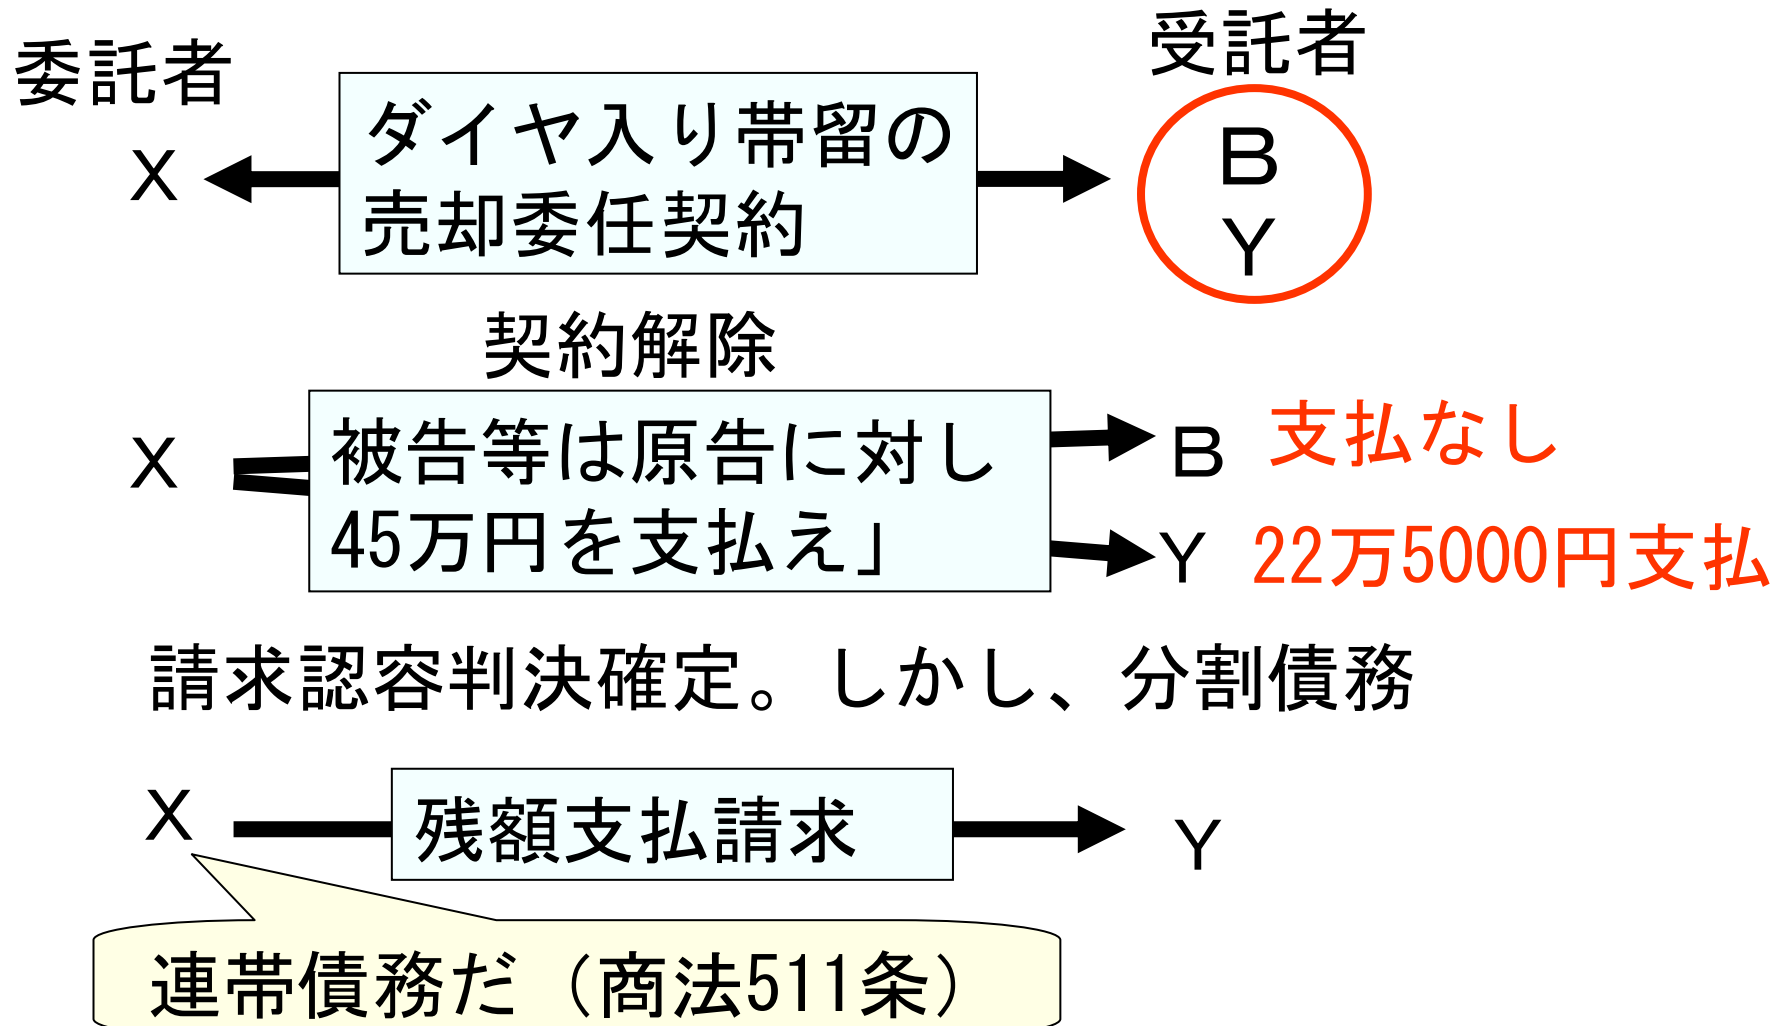 委託者
受託者
X
ダイヤ入り帯留の
売却委任契約
B
Y
契約解除
X
被告等は原告に対し
45万円を支払え」
B 支払なし
Y 22万5000円支払
請求認容判決確定。しかし、分割債務
X
残額支払請求
Y
連帯債務だ（商法511条）